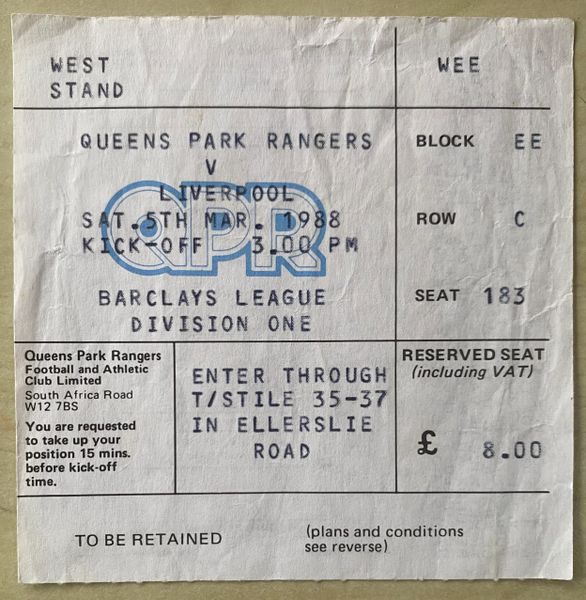 WEST
STAND
WEE
QUEENS PARK RANGERS
V
LIVERPOOL
SAT.5TH MAR. 1988
KICK-OFF 3.00 PM
QPR
BARCLAYS LEAGUE
DIVISION ONE
BLOCK EE
ROW C
SEAT 183
Queens Park Rangers
Football and Athletic
Club Limited
South Africa Road
W12 7BS
You are requested
to take up your
position 15 mins.
before kick-off
time.
ENTER THROUGH
T/STILE 35-37
IN ELLERSLIE
ROAD
RESERVED SEAT
(including VAT)
£ 8.00
TO BE RETAINED
(plans and conditions
see reverse)